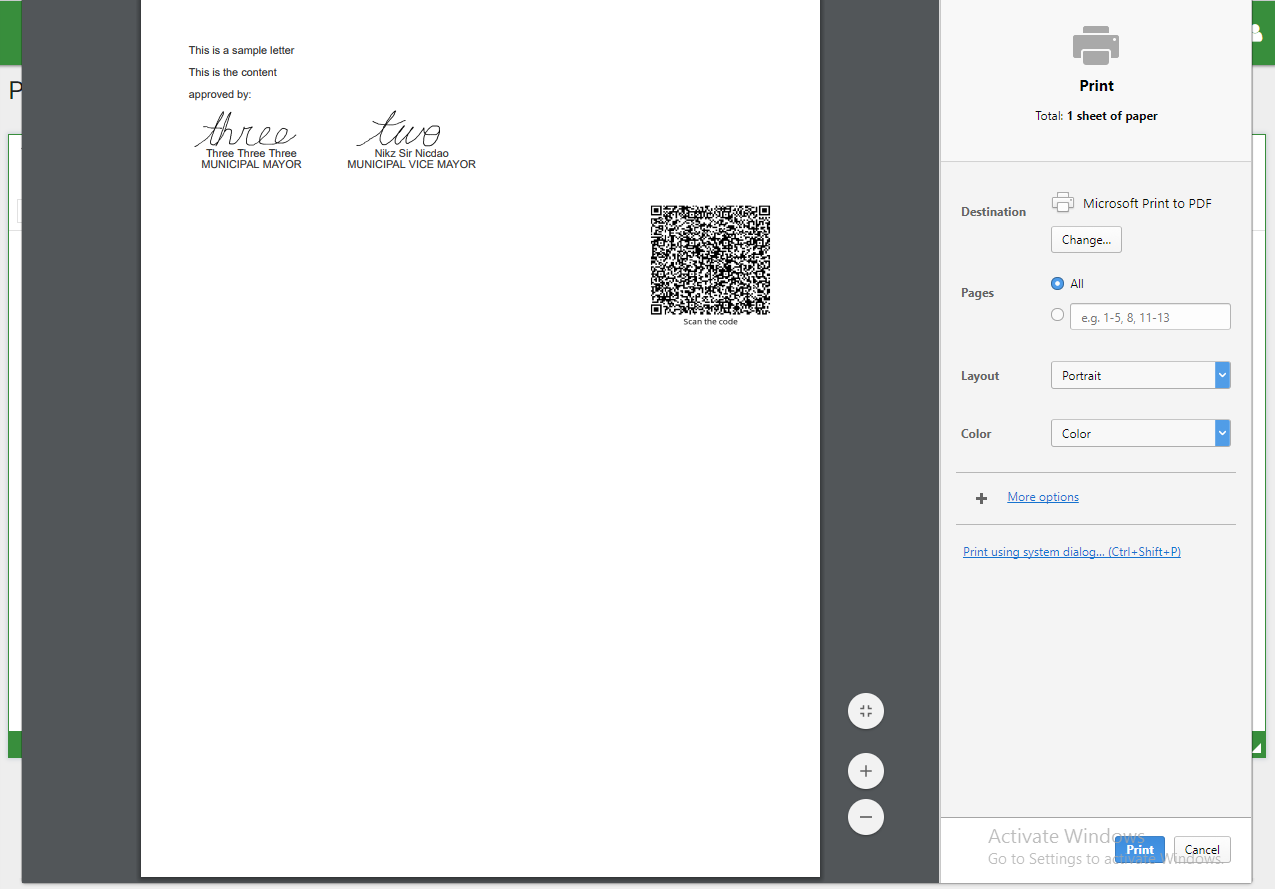 P
This is a sample letter
This is the content
approved by:
three two
Three Three Three Nikz Sir Nicdao
MUNICIPAL MAYOR MUNICIPAL VICE MAYOR
Scan the code
Print
Total: 1 sheet of paper
Destination Microsoft Print to PDF
Change...
Pages All
e.g. 1-5, 8, 11-13
Layout Portrait
Color Color
More options
Print using system dialog... (Ctrl+Shift+P)
Activate Windows
Go to Settings to activate Windows.
Print Cancel